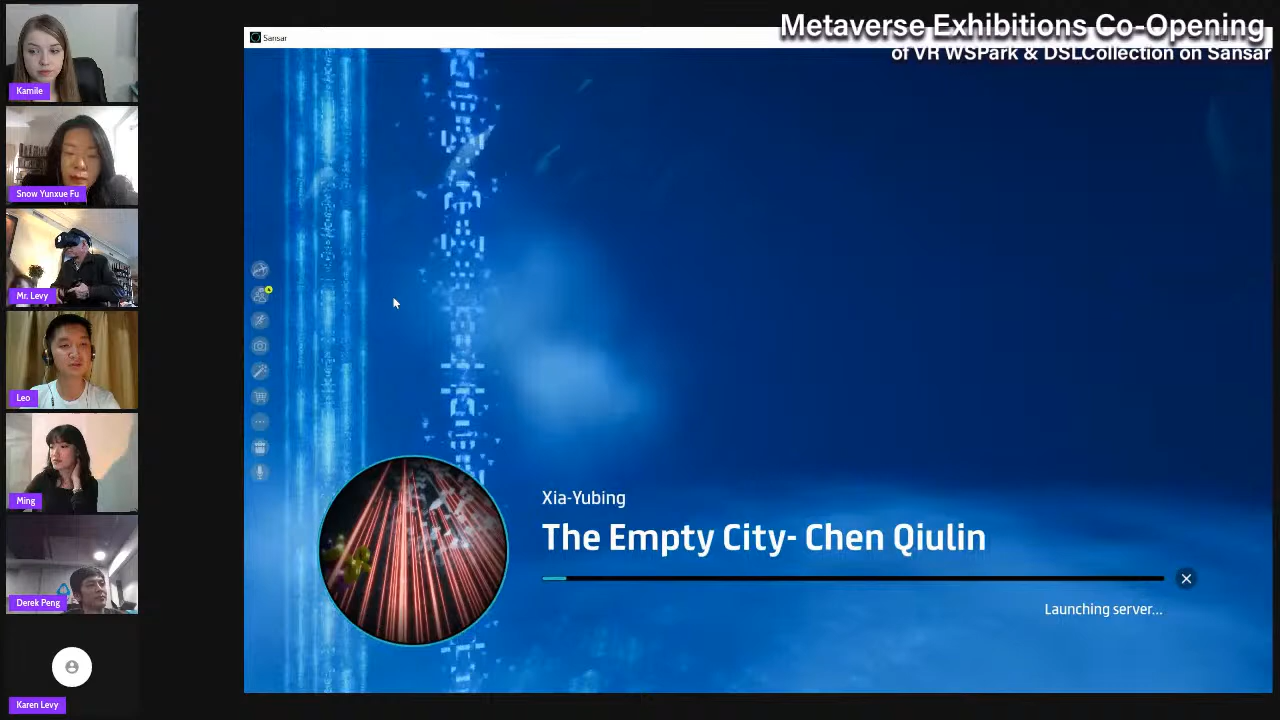 Metaverse Exhibitions Co-Opening
of VR WSPark & DSLCollection on Sansar
Sansar
Kamile
Snow Yunxue Fu
Mr. Levy
Leo
Ming
Derek Peng
Karen Levy
Xia-Yubing
The Empty City- Chen Qiulin
Launching server...